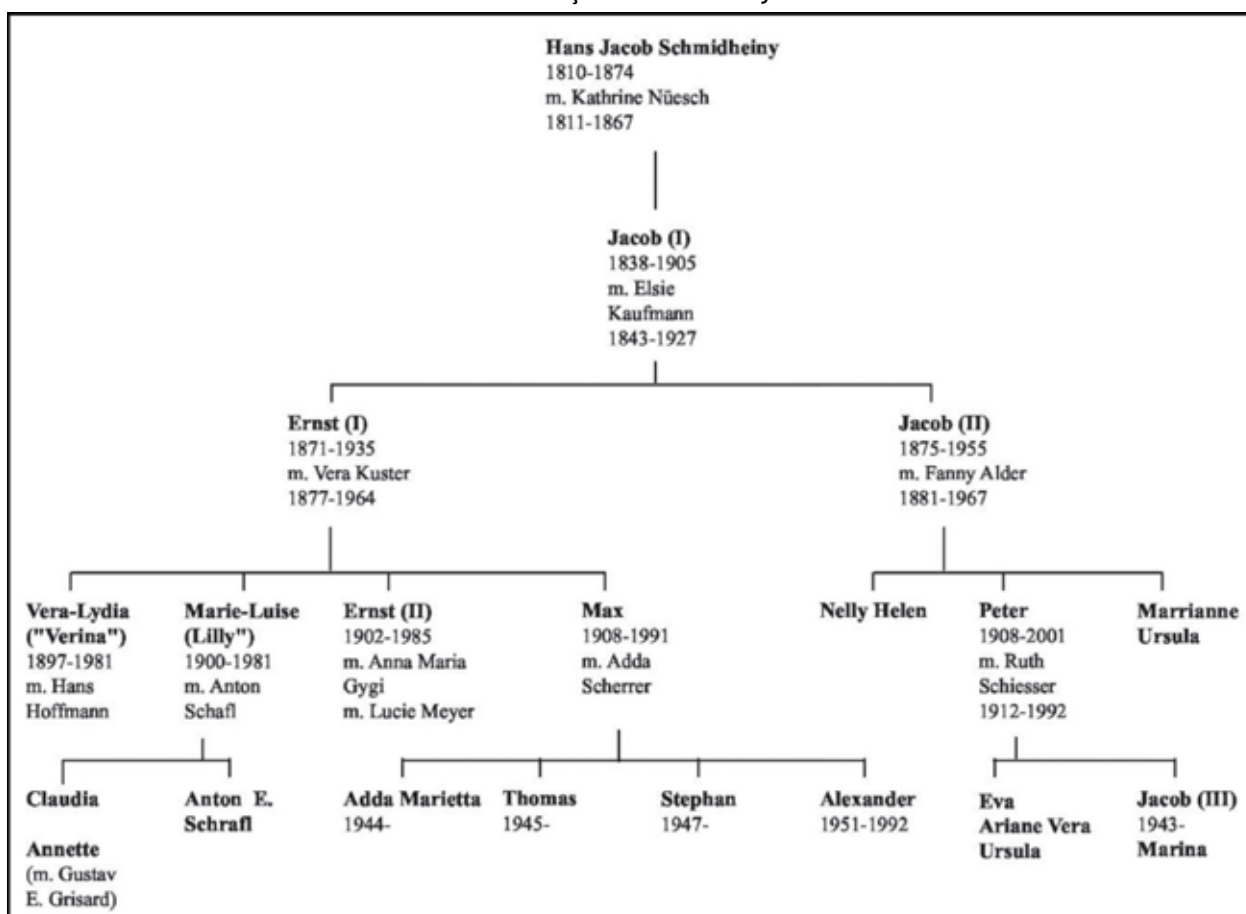 Hans Jacob Schmidheiny
1810-1874
m. Kathrine Nüesch
1811-1867
Jacob (I)
1838-1905
m. Elsie
Kaufmann
1843-1927
Ernst (I)
1871-1935
m. Vera Kuster
1877-1964
Jacob (II)
1875-1955
m. Fanny Alder
1881-1967
Vera-Lydia
("Verina")
1897-1981
m. Hans
Hoffmann
Marie-Luise
(Lilly")
1900-1981
m. Anton
Schafl
Ernst (II)
1902-1985
m. Anna Maria
Gygi
m. Lucie Meyer
Max
1908-1991
m. Adda
Scherrer
Nelly Helen
Peter
1908-2001
m. Ruth
Schiesser
1912-1992
Marrianne
Ursula
Claudia
Annette
(m. Gustav
E. Grisard)
Anton E.
Schrafl
Adda Marietta
1944-
Thomas
1945-
Stephan
1947-
Alexander
1951-1992
Eva
Ariane Vera
Ursula
Jacob (III)
1943-
Marina